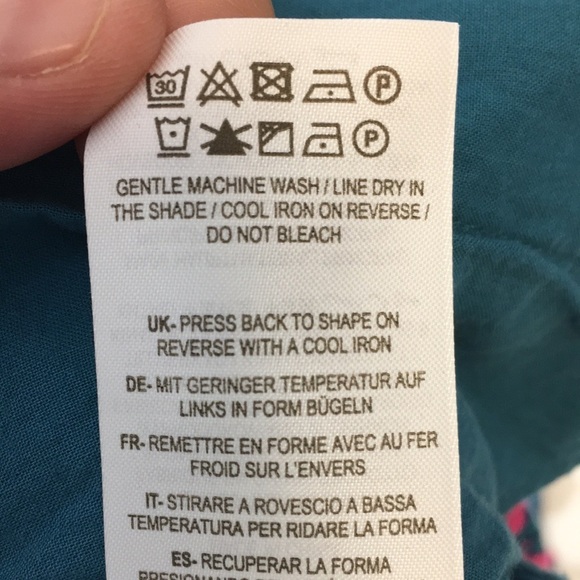 30 P
P
GENTLE MACHINE WASH / LINE DRY IN
THE SHADE / COOL IRON ON REVERSE /
DO NOT BLEACH
UK- PRESS BACK TO SHAPE ON
REVERSE WITH A COOL IRON
DE- MIT GERINGER TEMPERATUR AUF
LINKS IN FORM BÜGELN
FR- REMETTRE EN FORME AVEC AU FER
FROID SUR L'ENVERS
IT- STIRARE A ROVESCIO A BASSA
TEMPERATURA PER RIDARE LA FORMA
ES- RECUPERAR LA FORMA